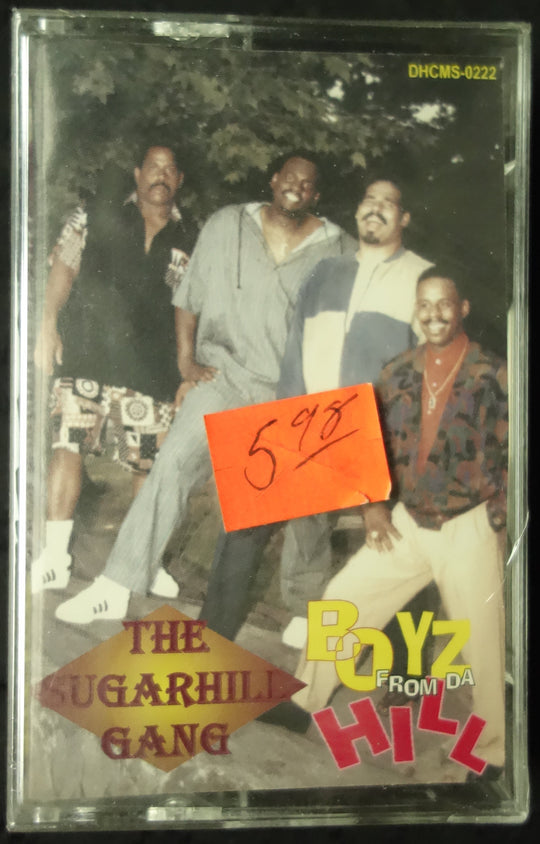 DHCMS-0222
5 98
THE
SUGARHILL
GANG
BOYZ
FROM DA
HILL